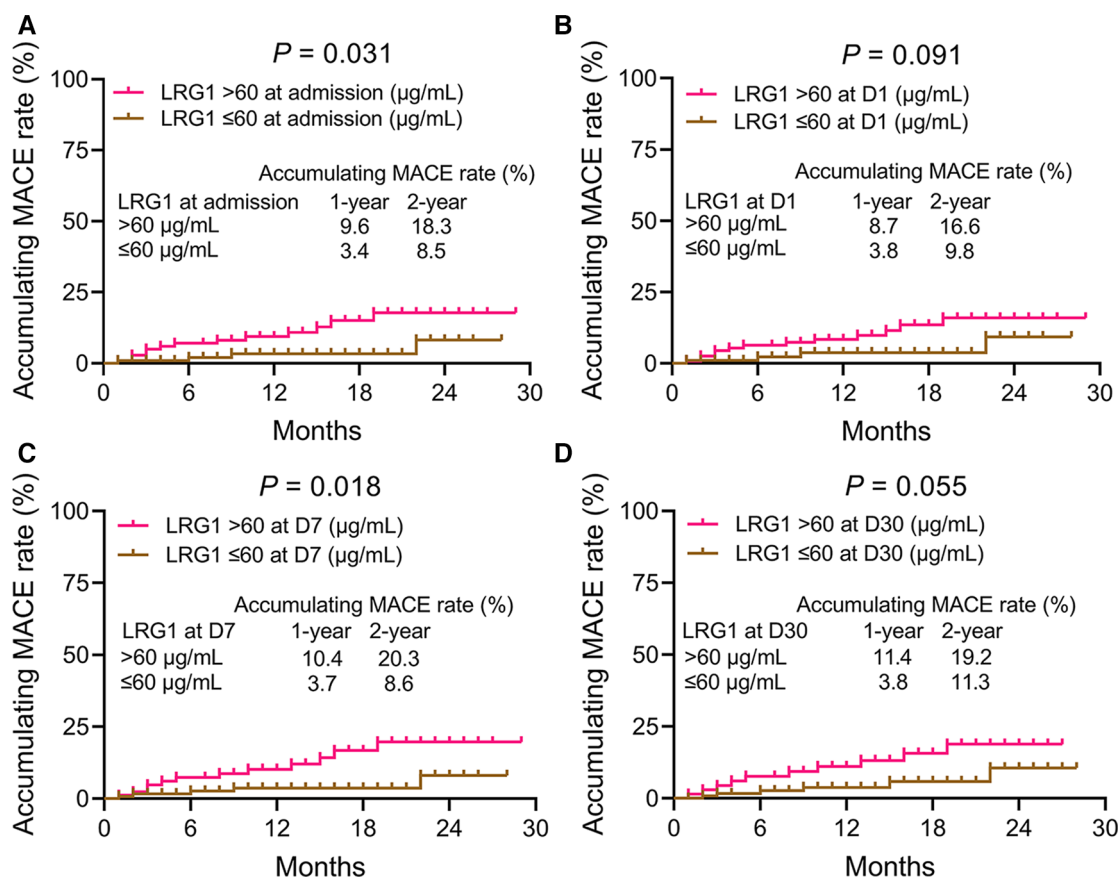 A
P = 0.031
Accumulating MACE rate (%)
100
75
50
25
0
LRG1 >60 at admission (μg/mL)
LRG1 ≤60 at admission (μg/mL)
Accumulating MACE rate (%)
LRG1 at admission 1-year 2-year
>60 μg/mL 9.6 18.3
≤60 μg/mL 3.4 8.5
0 6 12 18 24 30
Months
B
P = 0.091
Accumulating MACE rate (%)
100
75
50
25
0
LRG1 >60 at D1 (μg/mL)
LRG1 ≤60 at D1 (μg/mL)
Accumulating MACE rate (%)
LRG1 at D1 1-year 2-year
>60 μg/mL 8.7 16.6
≤60 μg/mL 3.8 9.8
0 6 12 18 24 30
Months
C
P = 0.018
Accumulating MACE rate (%)
100
75
50
25
0
LRG1 >60 at D7 (μg/mL)
LRG1 ≤60 at D7 (μg/mL)
Accumulating MACE rate (%)
LRG1 at D7 1-year 2-year
>60 μg/mL 10.4 20.3
≤60 μg/mL 3.7 8.6
0 6 12 18 24 30
Months
D
P = 0.055
Accumulating MACE rate (%)
100
75
50
25
0
LRG1 >60 at D30 (μg/mL)
LRG1 ≤60 at D30 (μg/mL)
Accumulating MACE rate (%)
LRG1 at D30 1-year 2-year
>60 μg/mL 11.4 19.2
≤60 μg/mL 3.8 11.3
0 6 12 18 24 30
Months